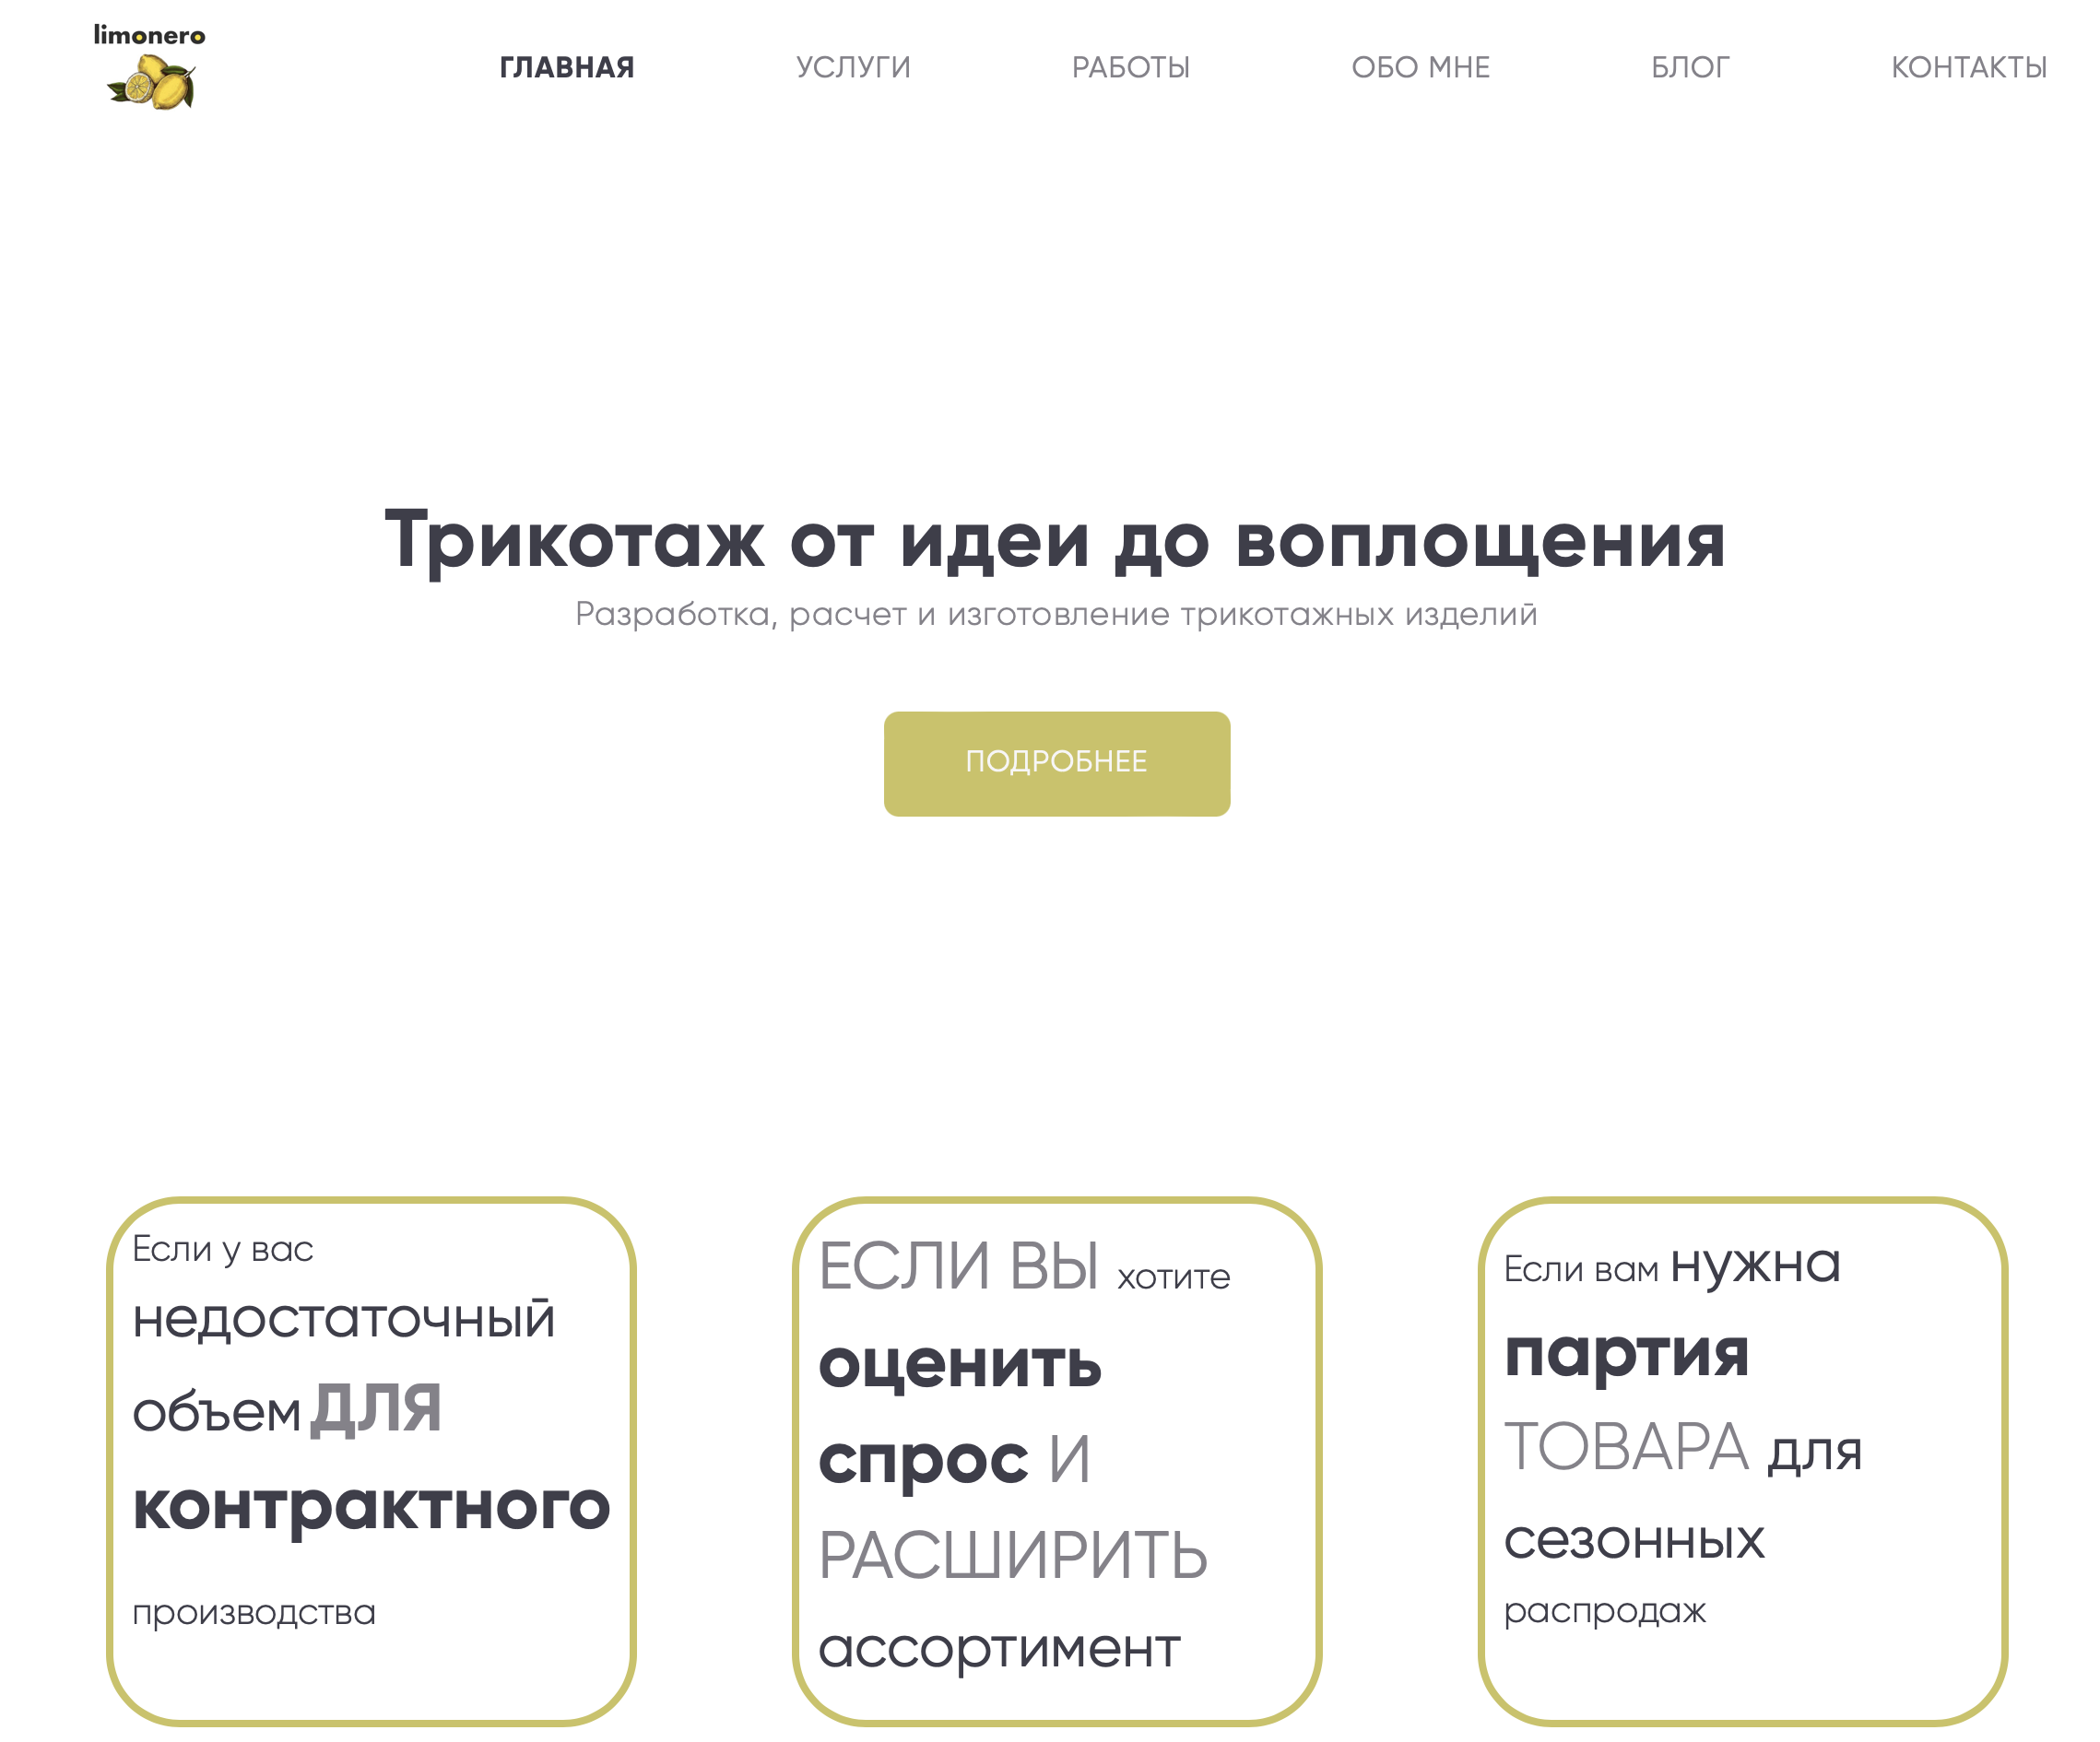 limonero
ГЛАВНАЯ УСЛУГИ РАБОТЫ ОБО МНЕ БЛОГ КОНТАКТЫ
Трикотаж от идеи до воплощения
Разработка, расчет и изготовление трикотажных изделий
ПОДРОБНЕЕ
Если у вас
недостаточный
объем ДЛЯ
контрактного
производства
ЕСЛИ ВЫ хотите
оценить
спрос И
РАСШИРИТЬ
ассортимент
Если вам нужна
партия
ТОВАРА для
сезонных
распродаж